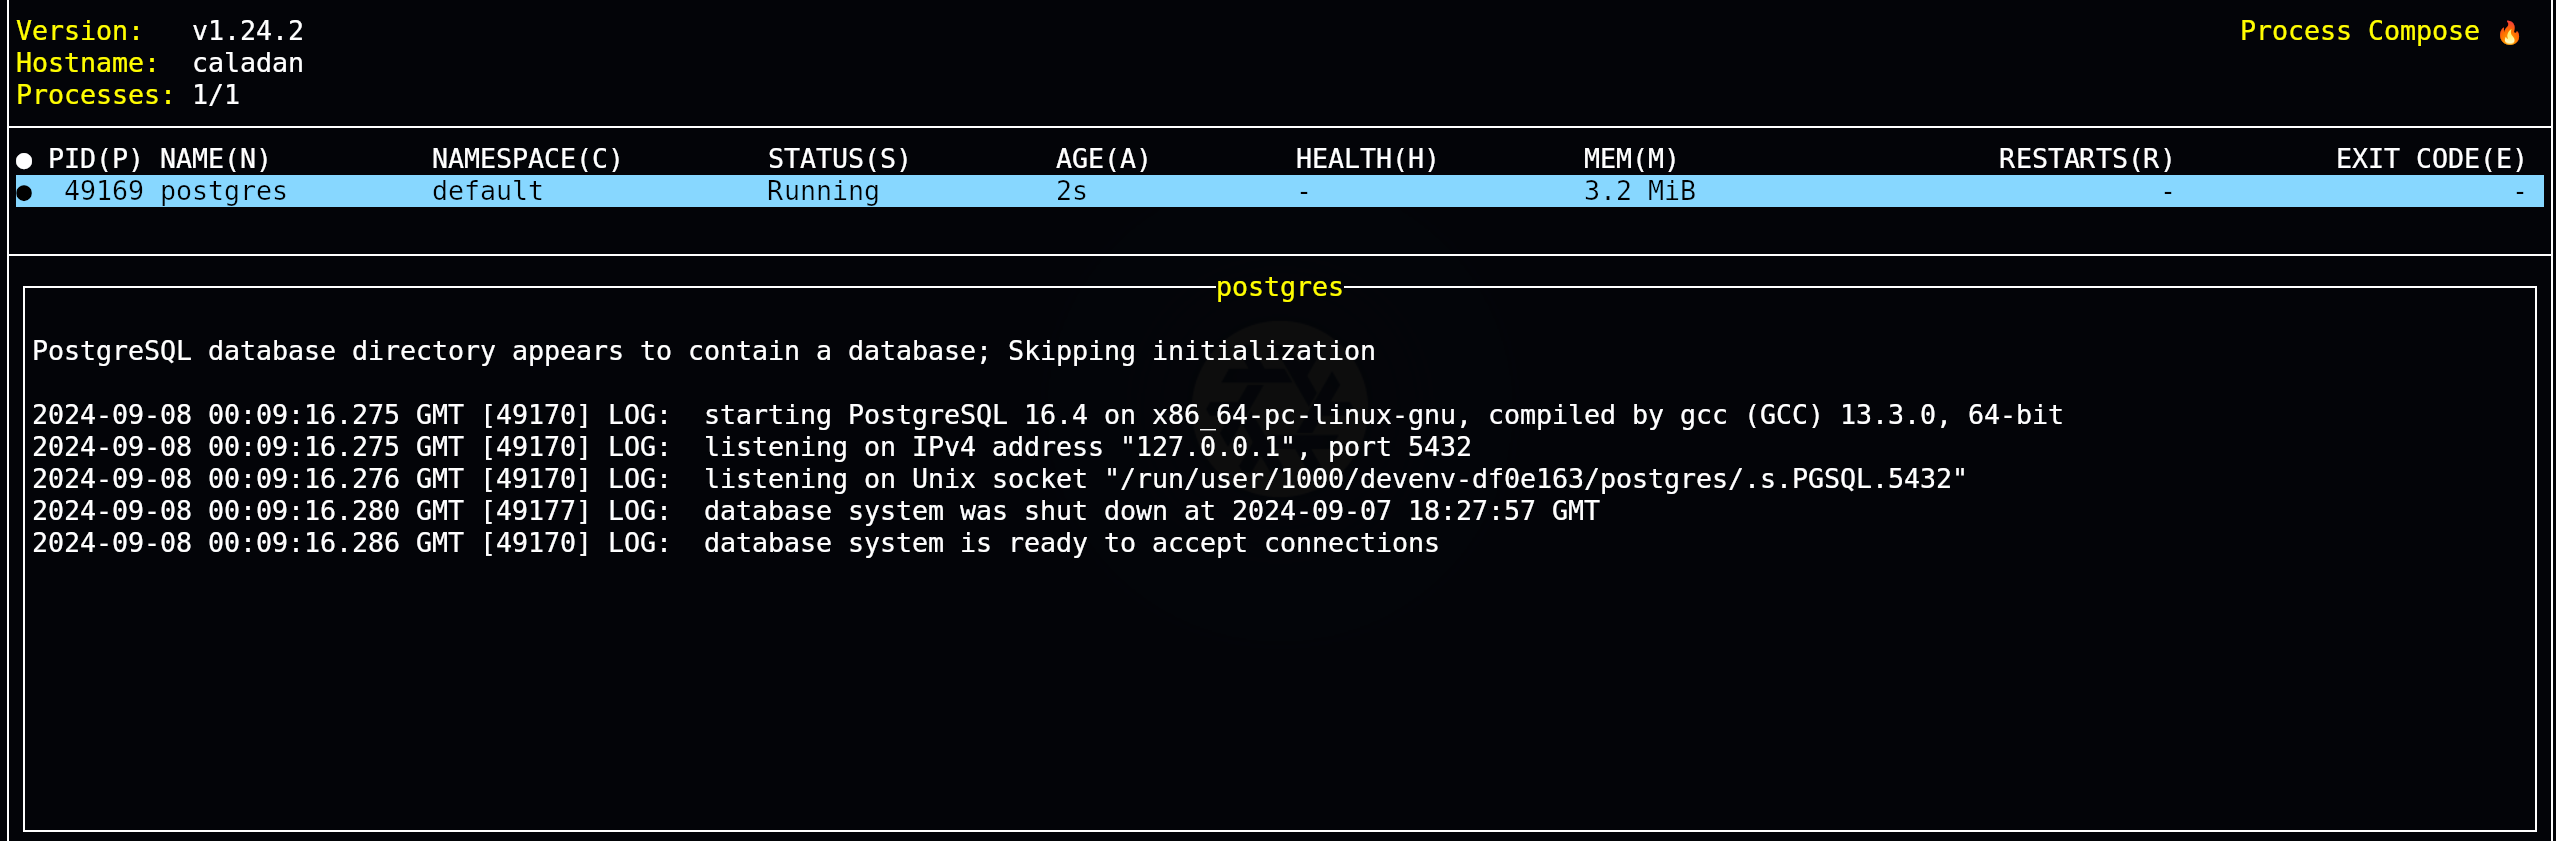 Version: v1.24.2 Process Compose 🔥
Hostname: caladan
Processes: 1/1
● PID(P) NAME(N) NAMESPACE(C) STATUS(S) AGE(A) HEALTH(H) MEM(M) RESTARTS(R) EXIT CODE(E)
● 49169 postgres default Running 2s - 3.2 MiB - -
postgres
PostgreSQL database directory appears to contain a database; Skipping initialization
2024-09-08 00:09:16.275 GMT [49170] LOG:  starting PostgreSQL 16.4 on x86_64-pc-linux-gnu, compiled by gcc (GCC) 13.3.0, 64-bit
2024-09-08 00:09:16.275 GMT [49170] LOG:  listening on IPv4 address "127.0.0.1", port 5432
2024-09-08 00:09:16.276 GMT [49170] LOG:  listening on Unix socket "/run/user/1000/devenv-df0e163/postgres/.s.PGSQL.5432"
2024-09-08 00:09:16.280 GMT [49177] LOG:  database system was shut down at 2024-09-07 18:27:57 GMT
2024-09-08 00:09:16.286 GMT [49170] LOG:  database system is ready to accept connections